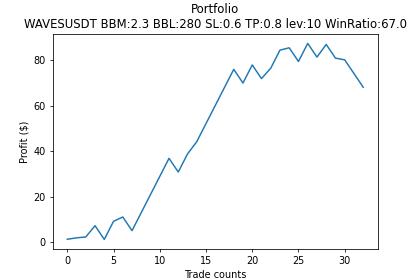 Portfolio
WAVESUSDT BBM:2.3 BBL:280 SL:0.6 TP:0.8 lev:10 WinRatio:67.0
80
60
40
20
0
Profit ($)
0 5 10 15 20 25 30
Trade counts